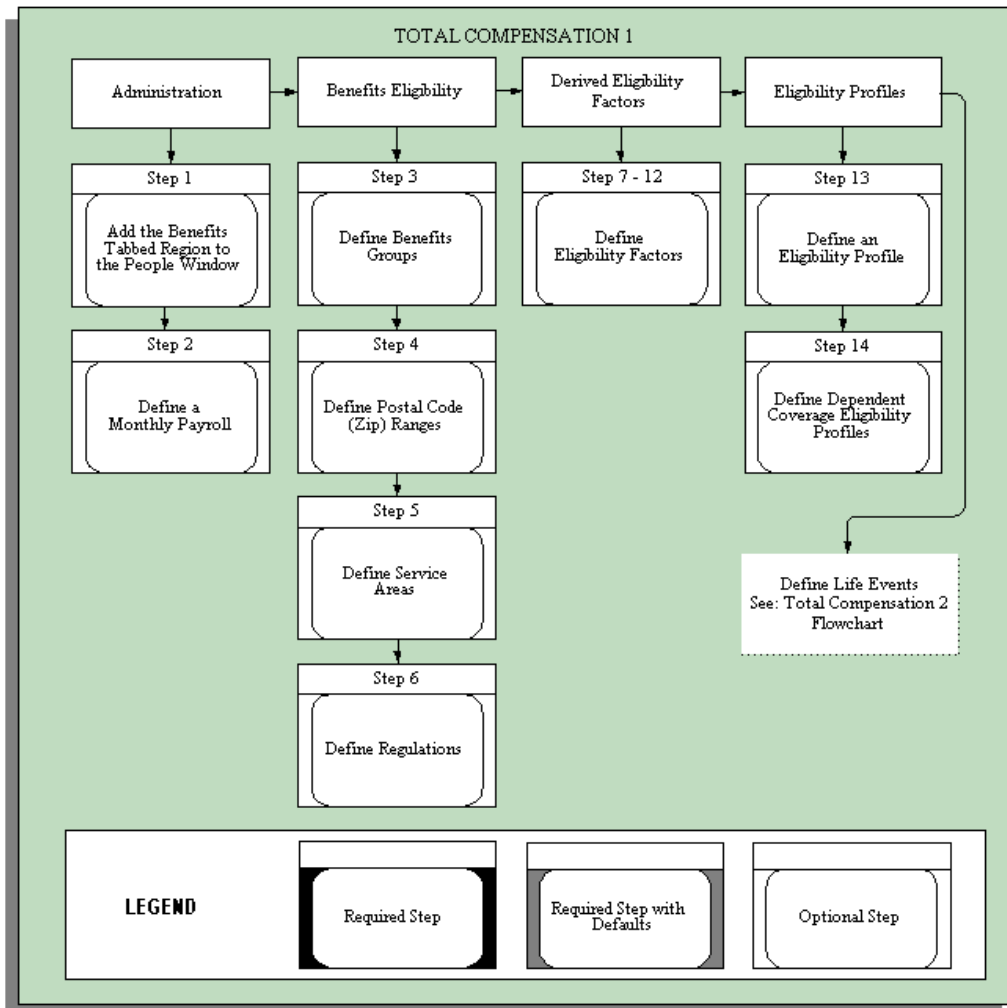 TOTAL COMPENSATION 1
Administration
Benefits Eligibility
Derived Eligibility
Factors
Eligibility Profiles
Step 1
Add the Benefits
Tabbed Region to
the People Window
Step 2
Define a
Monthly Payroll
Step 3
Define Benefits
Groups
Step 4
Define Postal Code
(Zip) Ranges
Step 5
Define Service
Areas
Step 6
Define Regulations
Step 7 - 12
Define
Eligibility Factors
Step 13
Define an
Eligibility Profile
Step 14
Define Dependent
Coverage Eligibility
Profiles
Define Life Events
See: Total Compensation 2
Flowchart
LEGEND
Required Step
Required Step with
Defaults
Optional Step